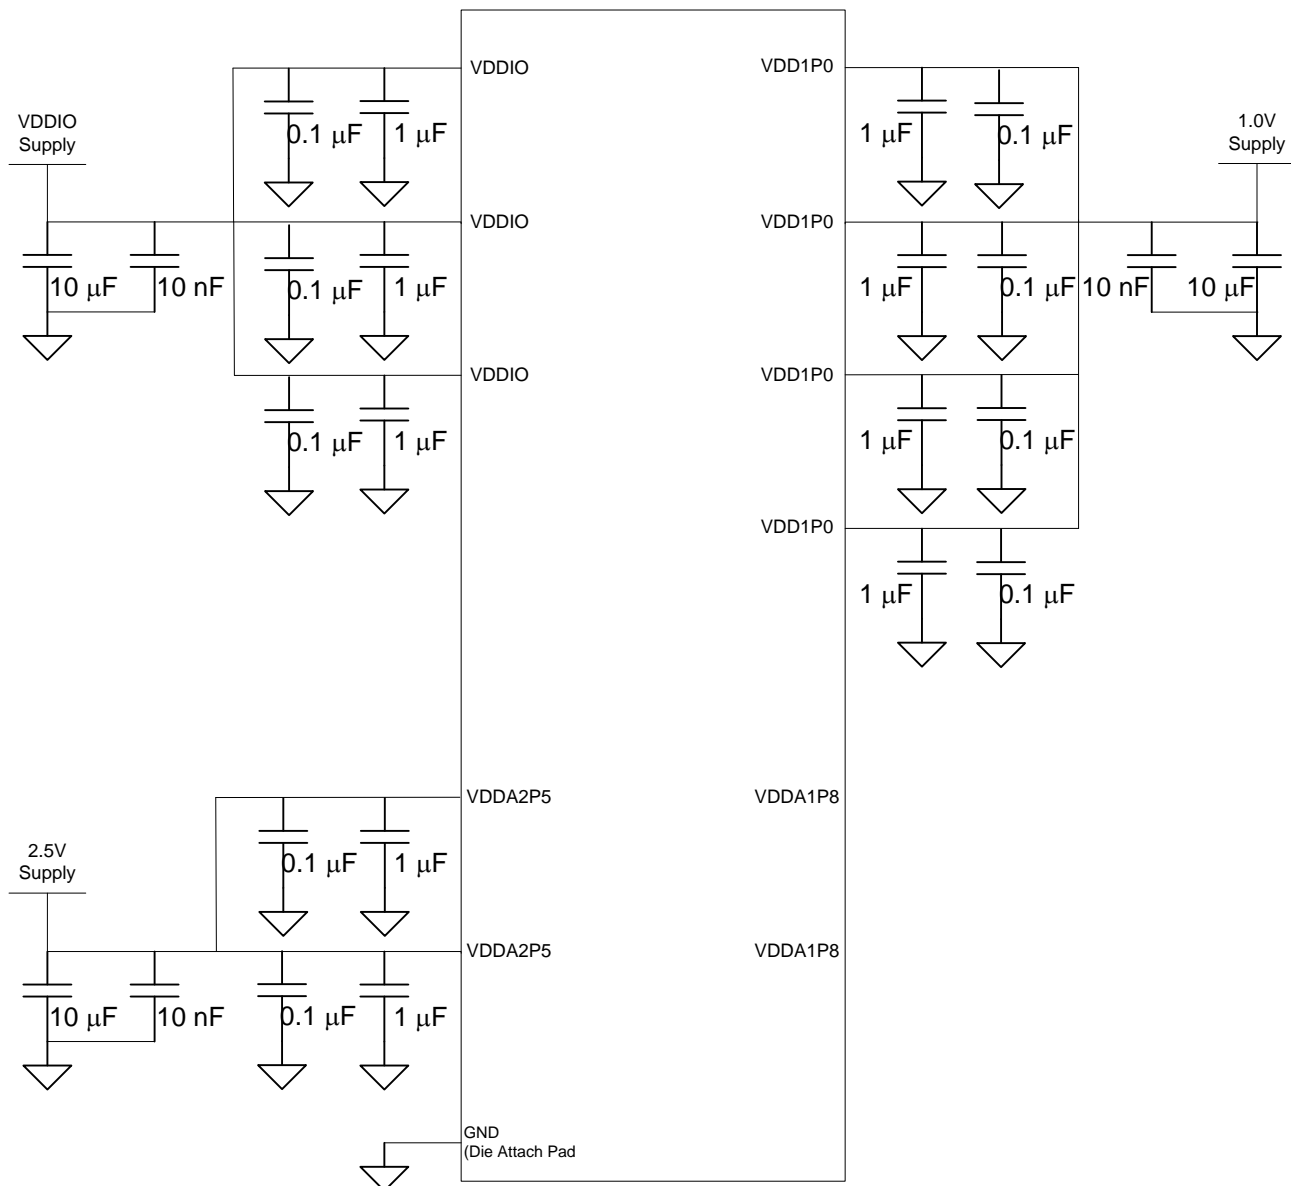 VDDIO
VDD1P0
0.1 μF
1 μF
1 μF
0.1 μF
VDDIO
Supply
1.0V
Supply
VDDIO
VDD1P0
10 μF
10 nF
0.1 μF
1 μF
1 μF
0.1 μF
10 nF
10 μF
VDDIO
VDD1P0
0.1 μF
1 μF
1 μF
0.1 μF
VDD1P0
1 μF
0.1 μF
VDDA2P5
VDDA1P8
0.1 μF
1 μF
2.5V
Supply
VDDA2P5
VDDA1P8
10 μF
10 nF
0.1 μF
1 μF
GND
(Die Attach Pad